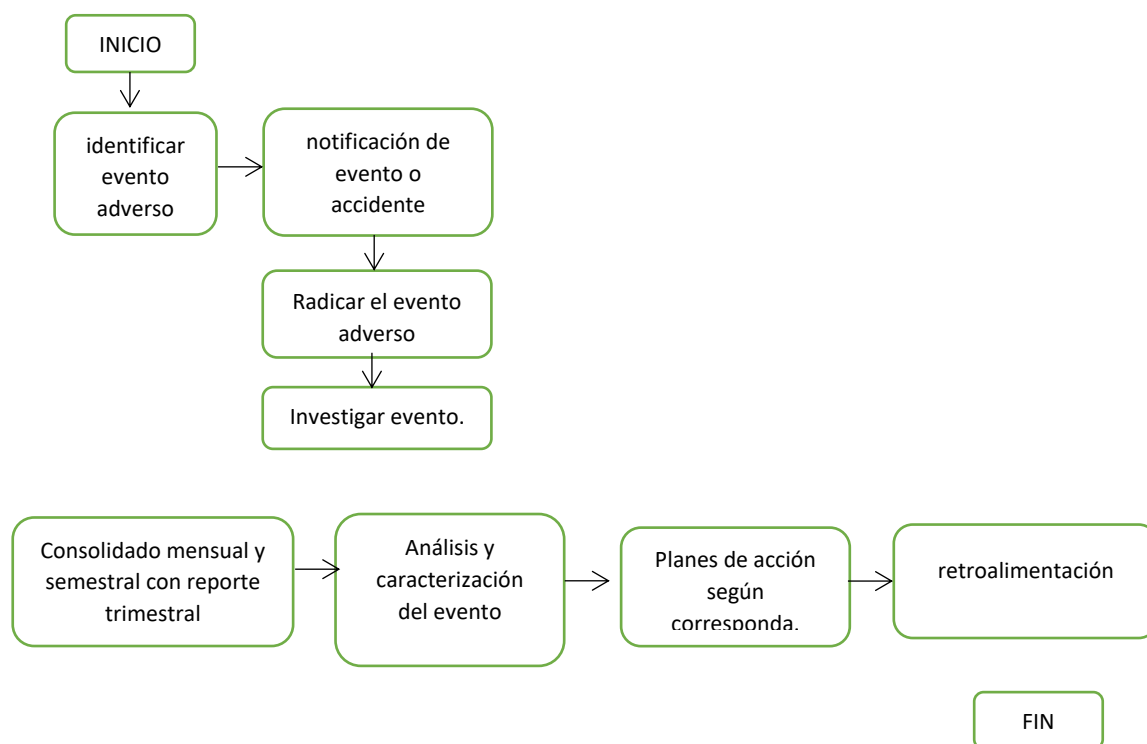 INICIO
identificar
evento
adverso
notificación de
evento o
accidente
Radicar el evento
adverso
Investigar evento.
Consolidado mensual y
semestral con reporte
trimestral
Análisis y
caracterización
del evento
Planes de acción
según
corresponda.
retroalimentación
FIN